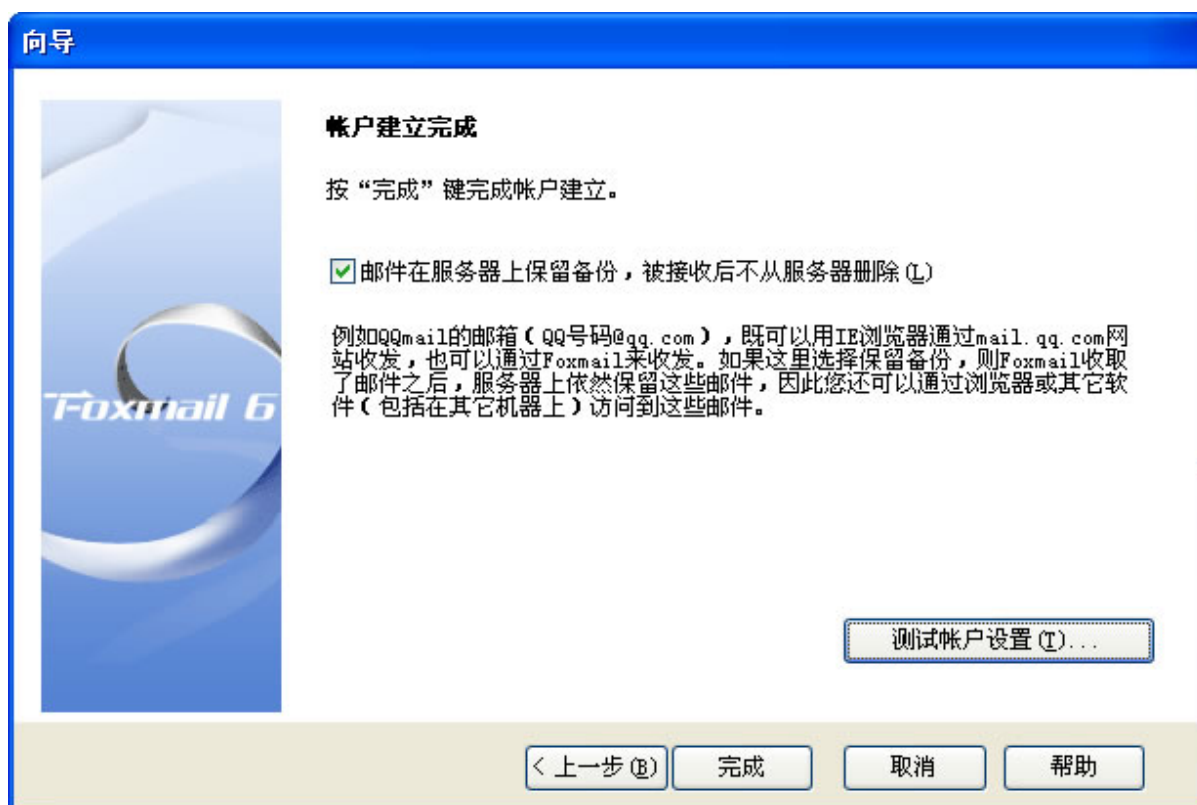 向导
帐户建立完成
按“完成”键完成帐户建立。
邮件在服务器上保留备份，被接收后不从服务器删除(L)
例如QQmail的邮箱(QQ号码@qq.com)，既可以用IE浏览器通过mail.qq.com网
站收发，也可以通过Foxmail来收发。如果这里选择保留备份，则Foxmail收取
了邮件之后，服务器上依然保留这些邮件，因此您还可以通过浏览器或其它软
件(包括在其它机器上)访问到这些邮件。
Foxmail 6
测试帐户设置(T)...
<上一步(B)
完成
取消
帮助